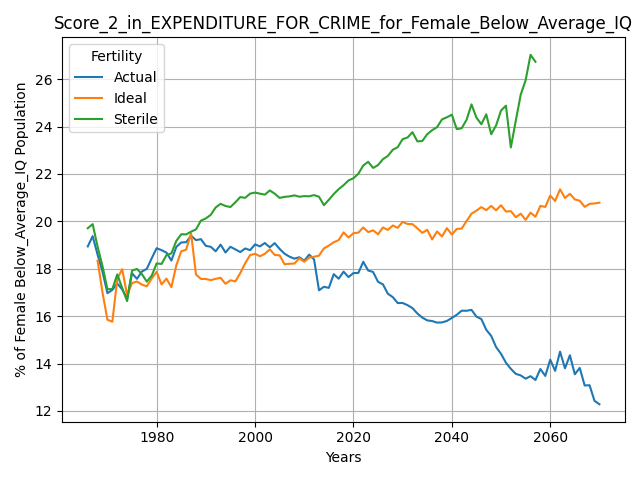 Score_2_in_EXPENDITURE_FOR_CRIME_for_Female_Below_Average_IQ
Fertility
Actual
Ideal
Sterile
% of Female Below_Average_IQ Population
26
24
22
20
18
16
14
12
1980
2000
2020
2040
2060
Years